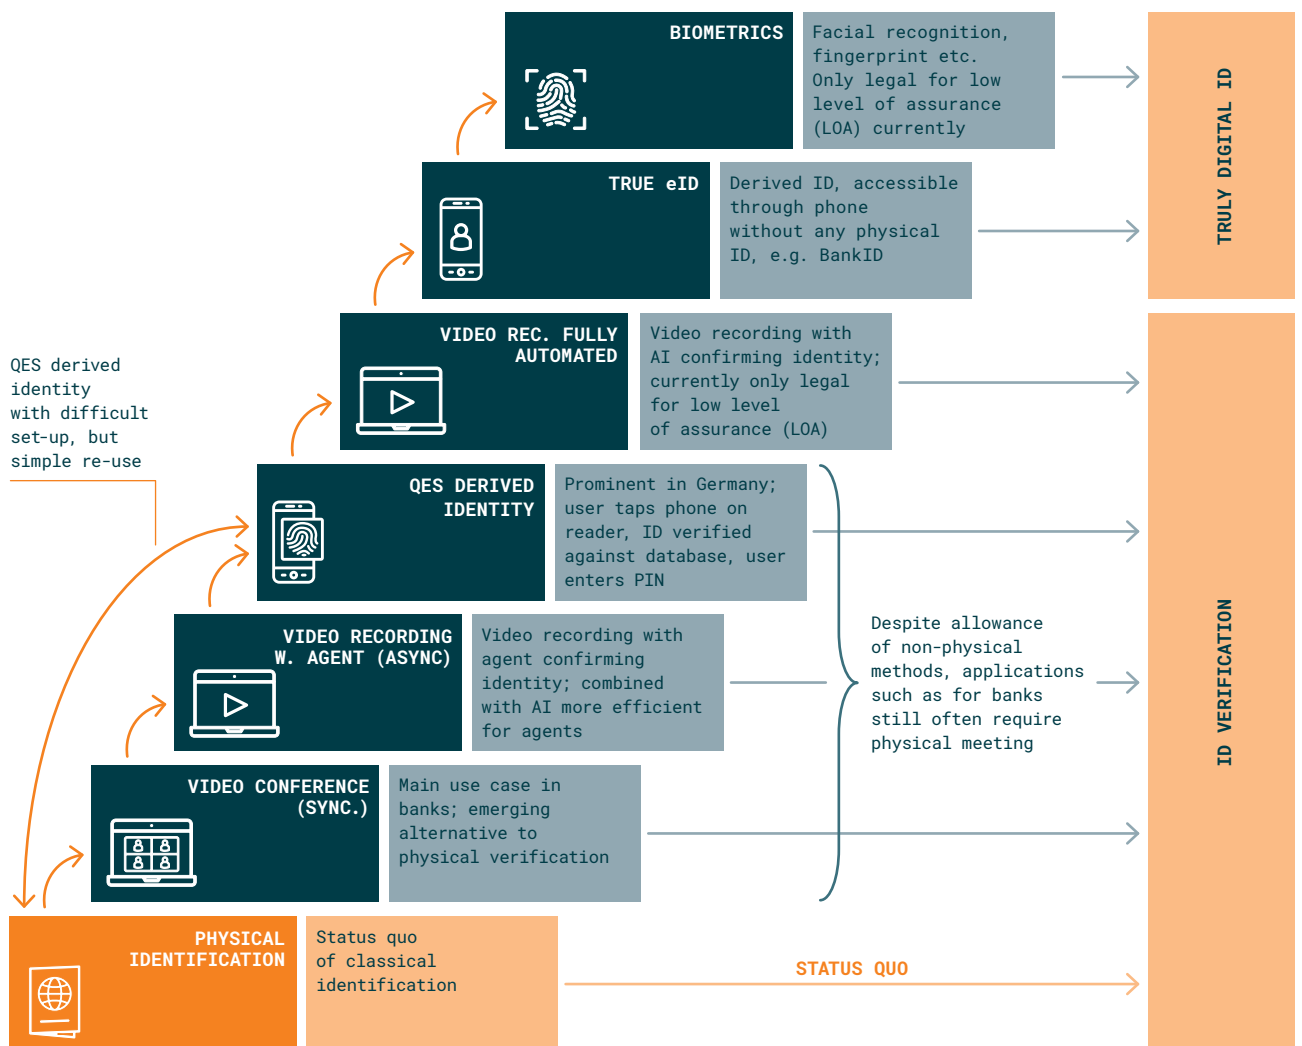 BIOMETRICS
Facial recognition,
fingerprint etc.
Only legal for low
level of assurance
(LOA) currently
TRULY DIGITAL ID
TRUE eID
Derived ID, accessible
through phone
without any physical
ID, e.g. BankID
VIDEO REC. FULLY
AUTOMATED
Video recording with
AI confirming identity;
currently only legal
for low level
of assurance (LOA)
QES derived
identity
with difficult
set-up, but
simple re-use
QES DERIVED
IDENTITY
Prominent in Germany;
user taps phone on
reader, ID verified
against database, user
enters PIN
VIDEO RECORDING
W. AGENT (ASYNC)
Video recording with
agent confirming
identity; combined
with AI more efficient
for agents
Despite allowance
of non-physical
methods, applications
such as for banks
still often require
physical meeting
ID VERIFICATION
VIDEO CONFERENCE
(SYNC.)
Main use case in
banks; emerging
alternative to
physical verification
PHYSICAL
IDENTIFICATION
Status quo
of classical
identification
STATUS QUO